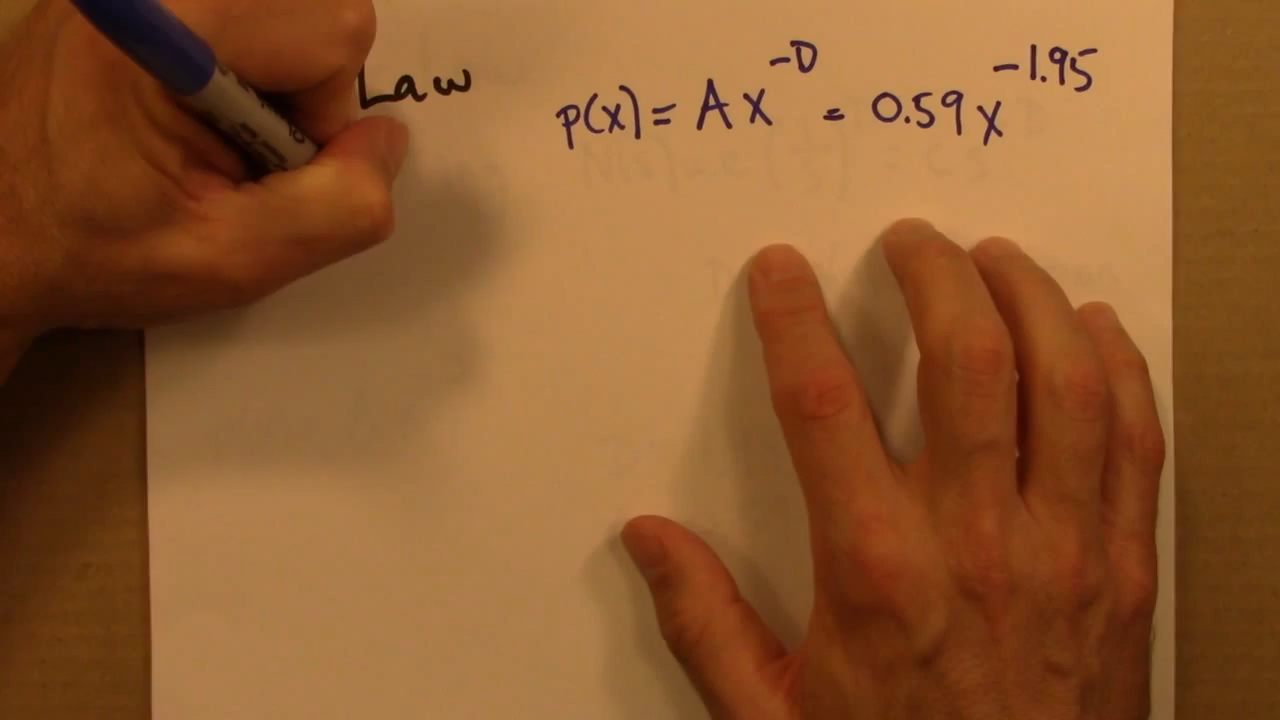 Law
p(x) = A x^-D = 0.59 x^-1.95